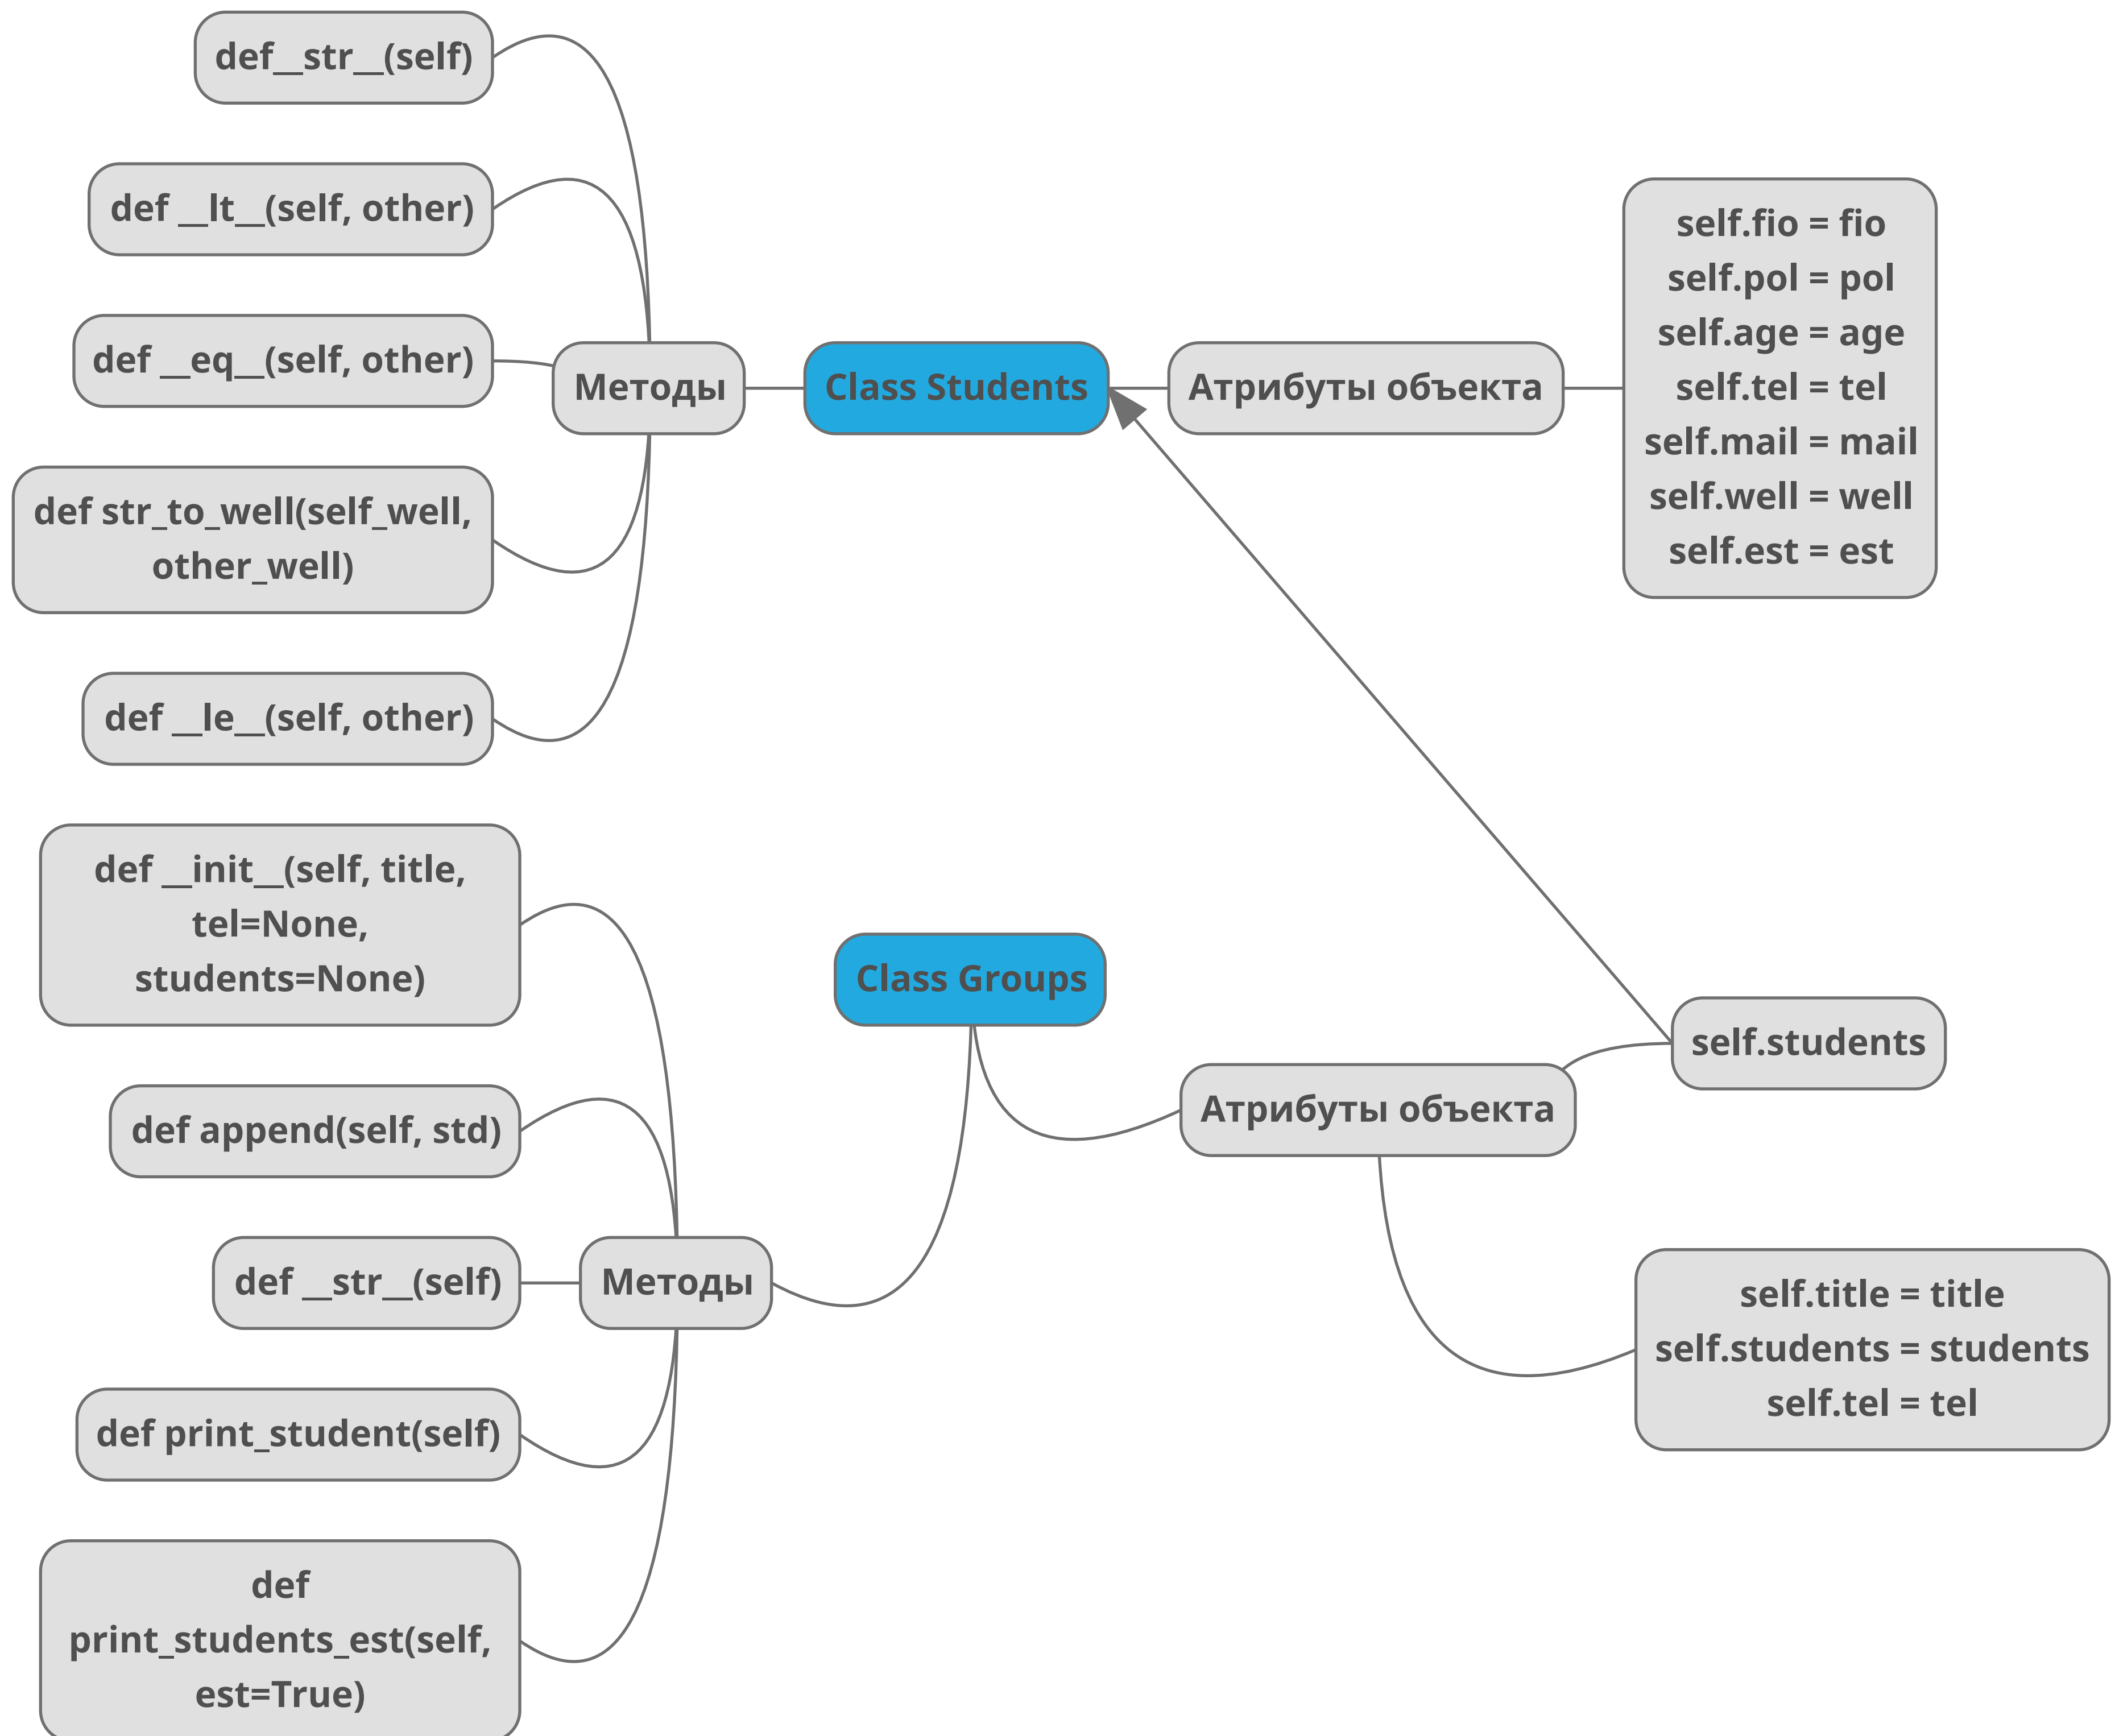 def__str__(self)
def __lt__(self, other)
def __eq__(self, other)
def str_to_well(self_well,
other_well)
def __le__(self, other)
Методы
Class Students
Атрибуты объекта
self.fio = fio
self.pol = pol
self.age = age
self.tel = tel
self.mail = mail
self.well = well
self.est = est
def __init__(self, title,
tel=None,
students=None)
def append(self, std)
def __str__(self)
def print_student(self)
def
print_students_est(self,
est=True)
Методы
Class Groups
Атрибуты объекта
self.students
self.title = title
self.students = students
self.tel = tel